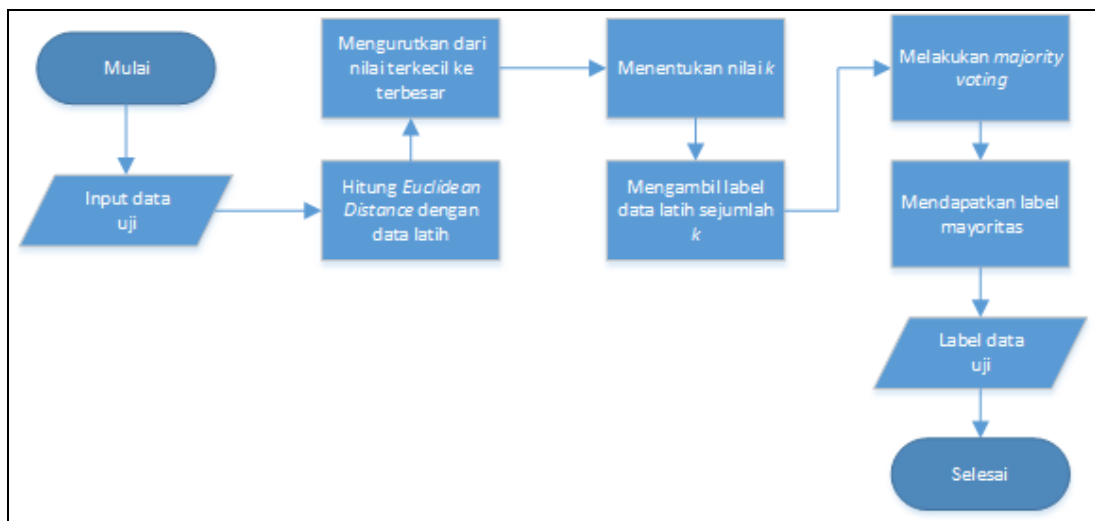 Mulai
Input data
uji
Hitung Euclidean
Distance dengan
data latih
Mengurutkan dari
nilai terkecil ke
terbesar
Menentukan nilai k
Mengambil label
data latih sejumlah
k
Melakukan majority
voting
Mendapatkan label
mayoritas
Label data
uji
Selesai